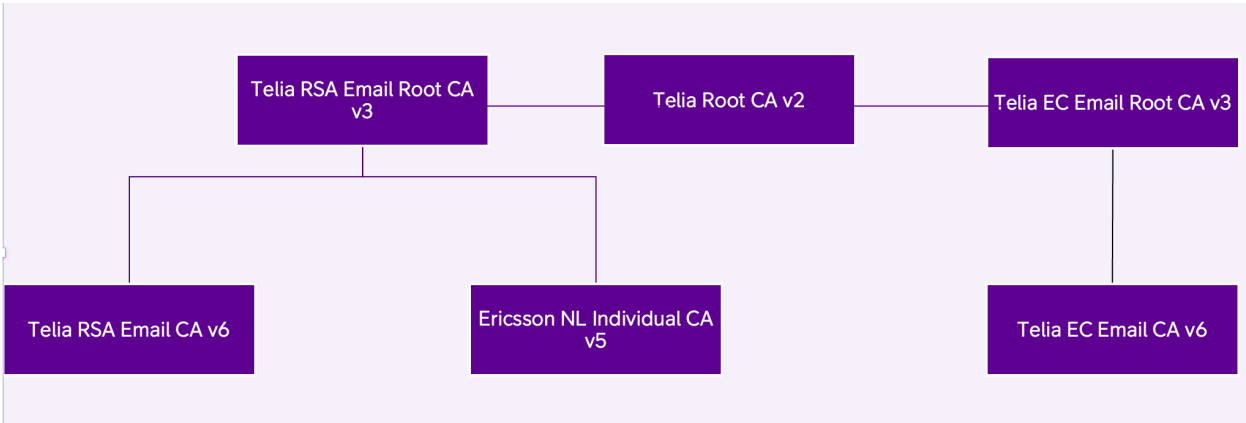 Telia RSA Email Root CA
v3
Telia Root CA v2
Telia EC Email Root CA v3
Telia RSA Email CA v6
Ericsson NL Individual CA
v5
Telia EC Email CA v6